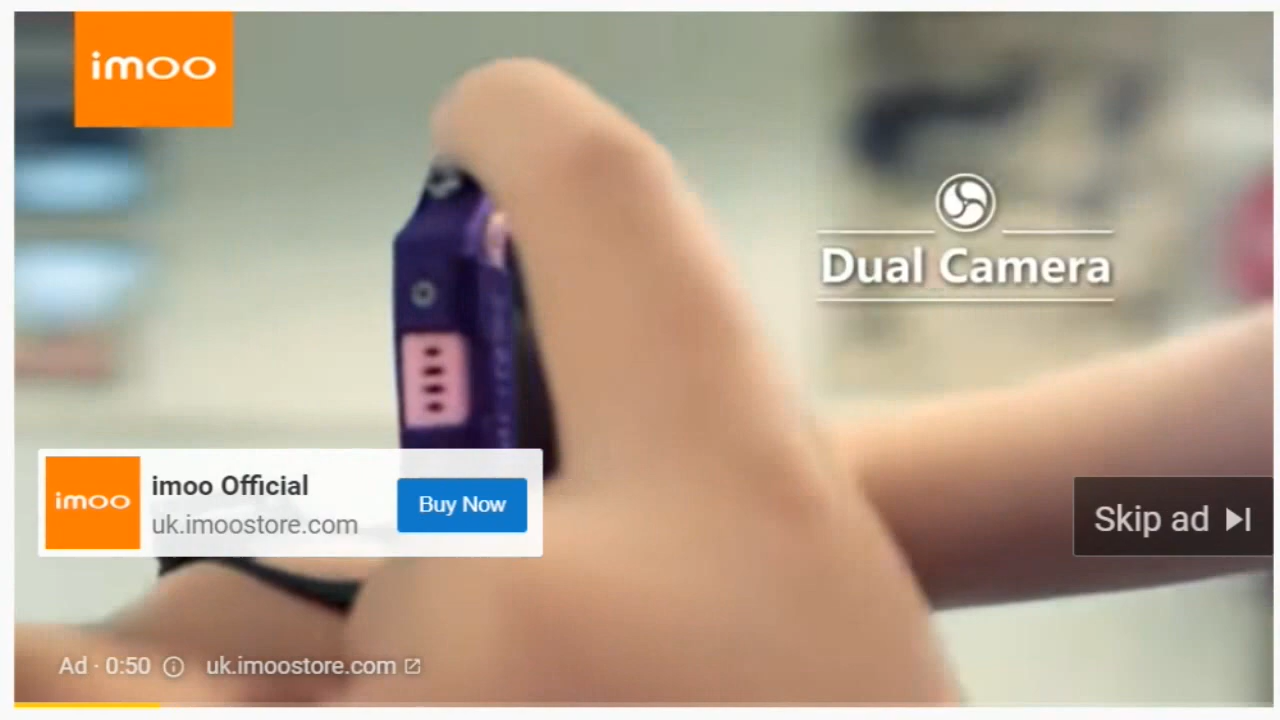 imoo
Dual Camera
imoo
imoo Official
uk.imoostore.com
Buy Now
Skip ad
Ad · 0:50
uk.imoostore.com